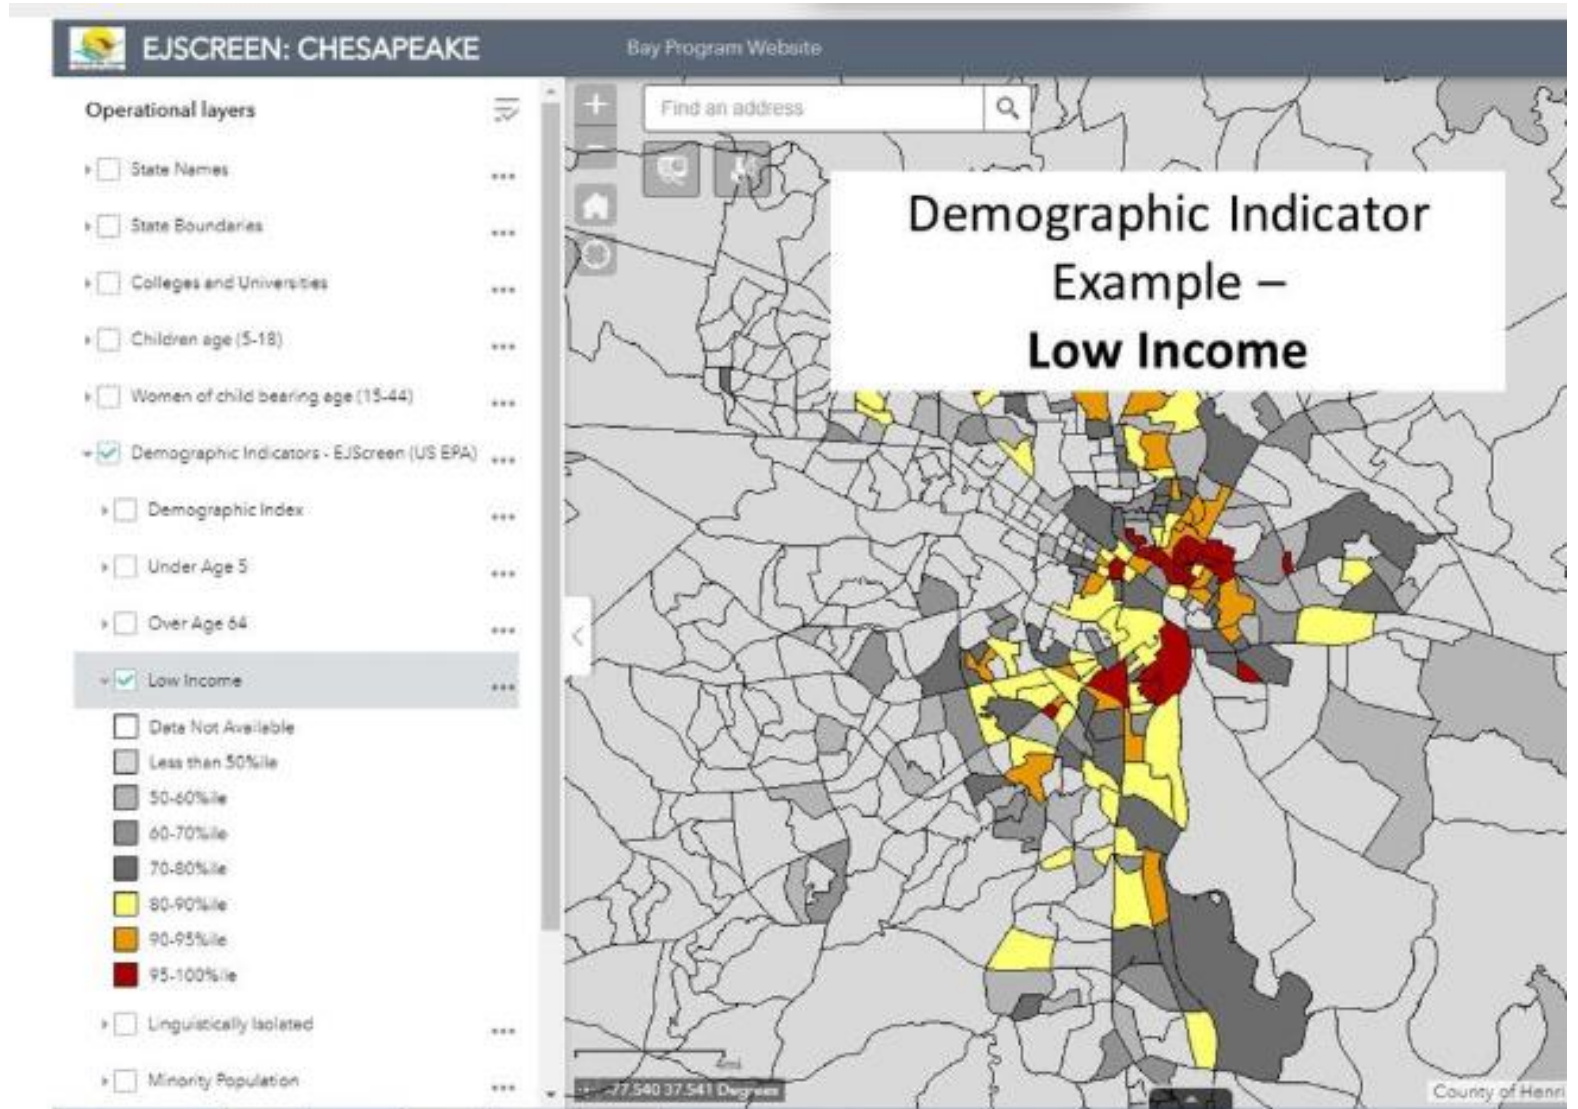 EJSCREEN: CHESAPEAKE
Bay Program Website
Operational layers
State Names
State Boundaries
Colleges and Universities
Children age (5-18)
Women of child bearing age (15-44)
Demographic Indicators - EJScreen (US EPA)
Demographic Index
Under Age 5
Over Age 64
Low Income
Data Not Available
Less than 50%ile
50-60%ile
60-70%ile
70-80%ile
80-90%ile
90-95%ile
95-100%ile
Linguistically Isolated
Minority Population
Find an address
Demographic Indicator
Example –
Low Income
4mi
-77.540 37.541 Degrees
County of Henri